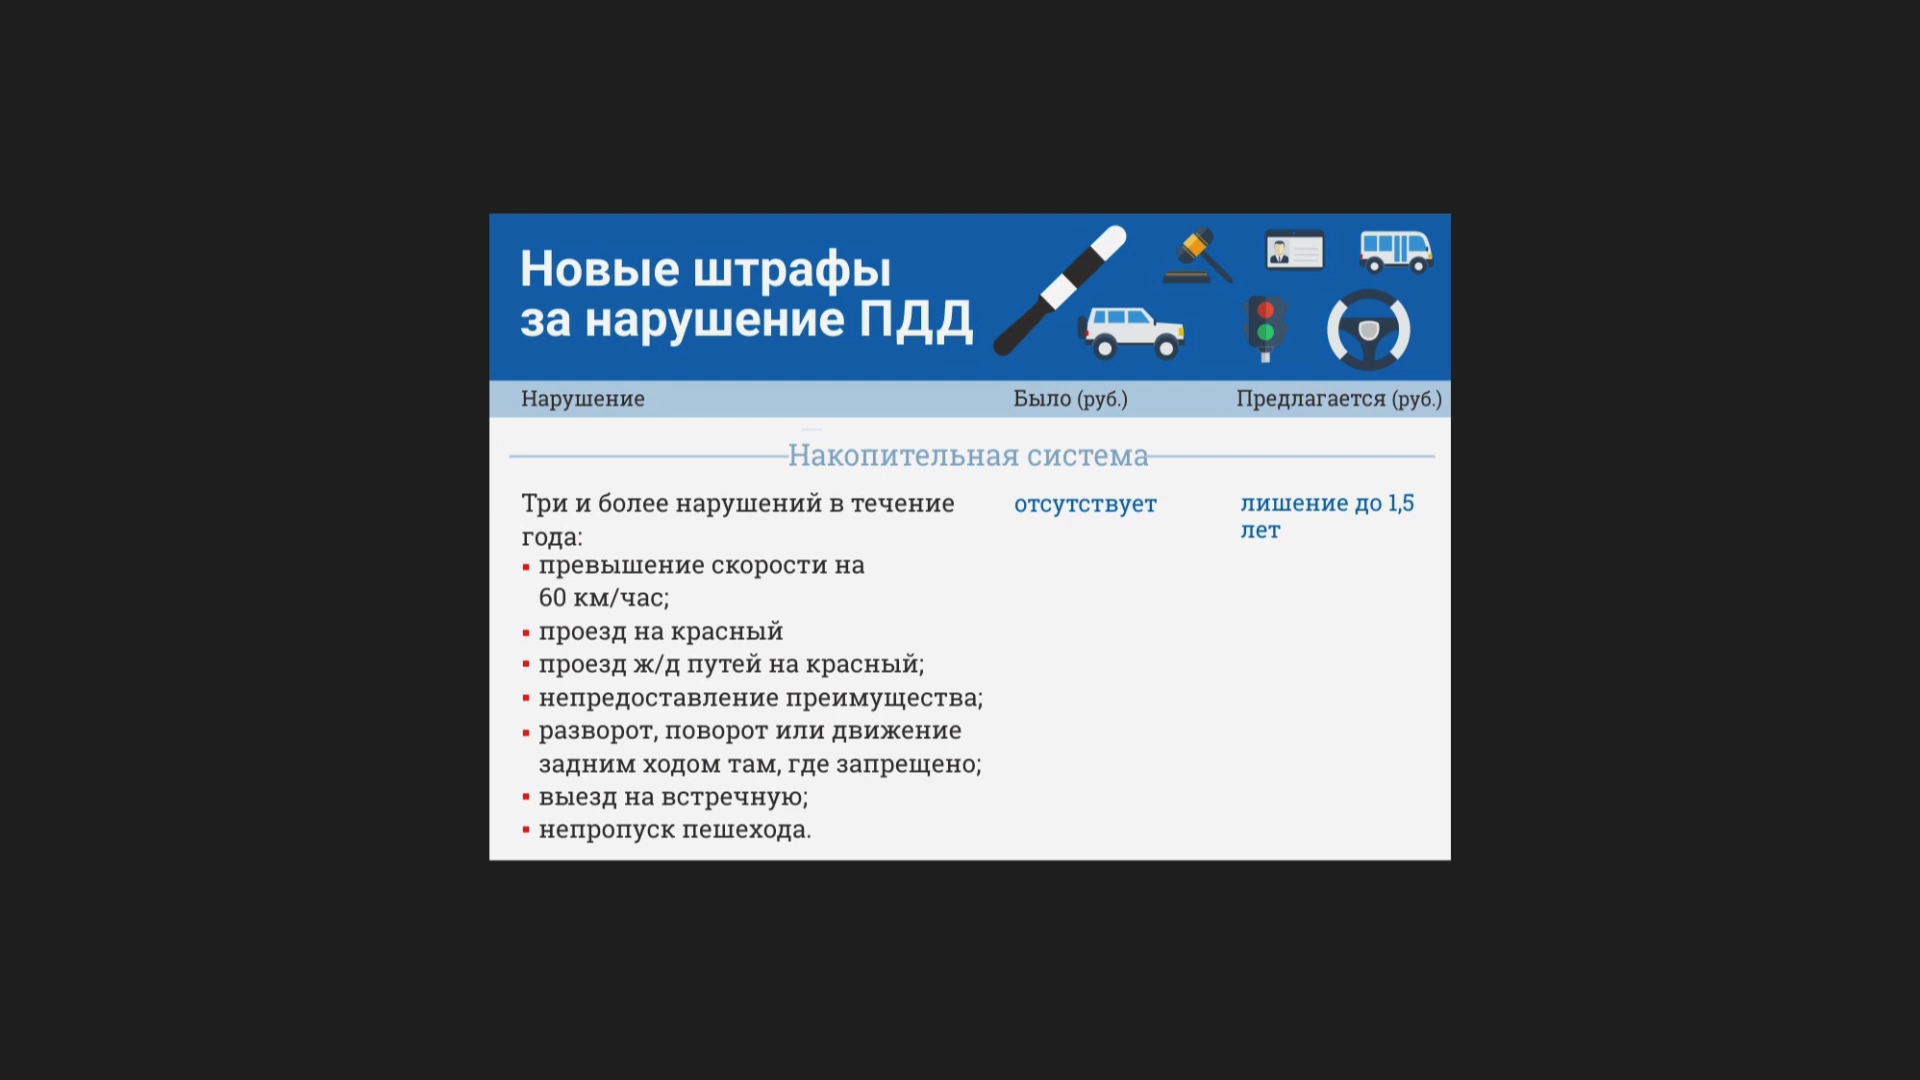 Новые штрафы
за нарушение ПДД
Нарушение Было (руб.) Предлагается (руб.)
Накопительная система
Три и более нарушений в течение отсутствует лишение до 1,5
года: лет
превышение скорости на
60 км/час;
проезд на красный
проезд ж/д путей на красный;
непредоставление преимущества;
разворот, поворот или движение
задним ходом там, где запрещено;
выезд на встречную;
непропуск пешехода.